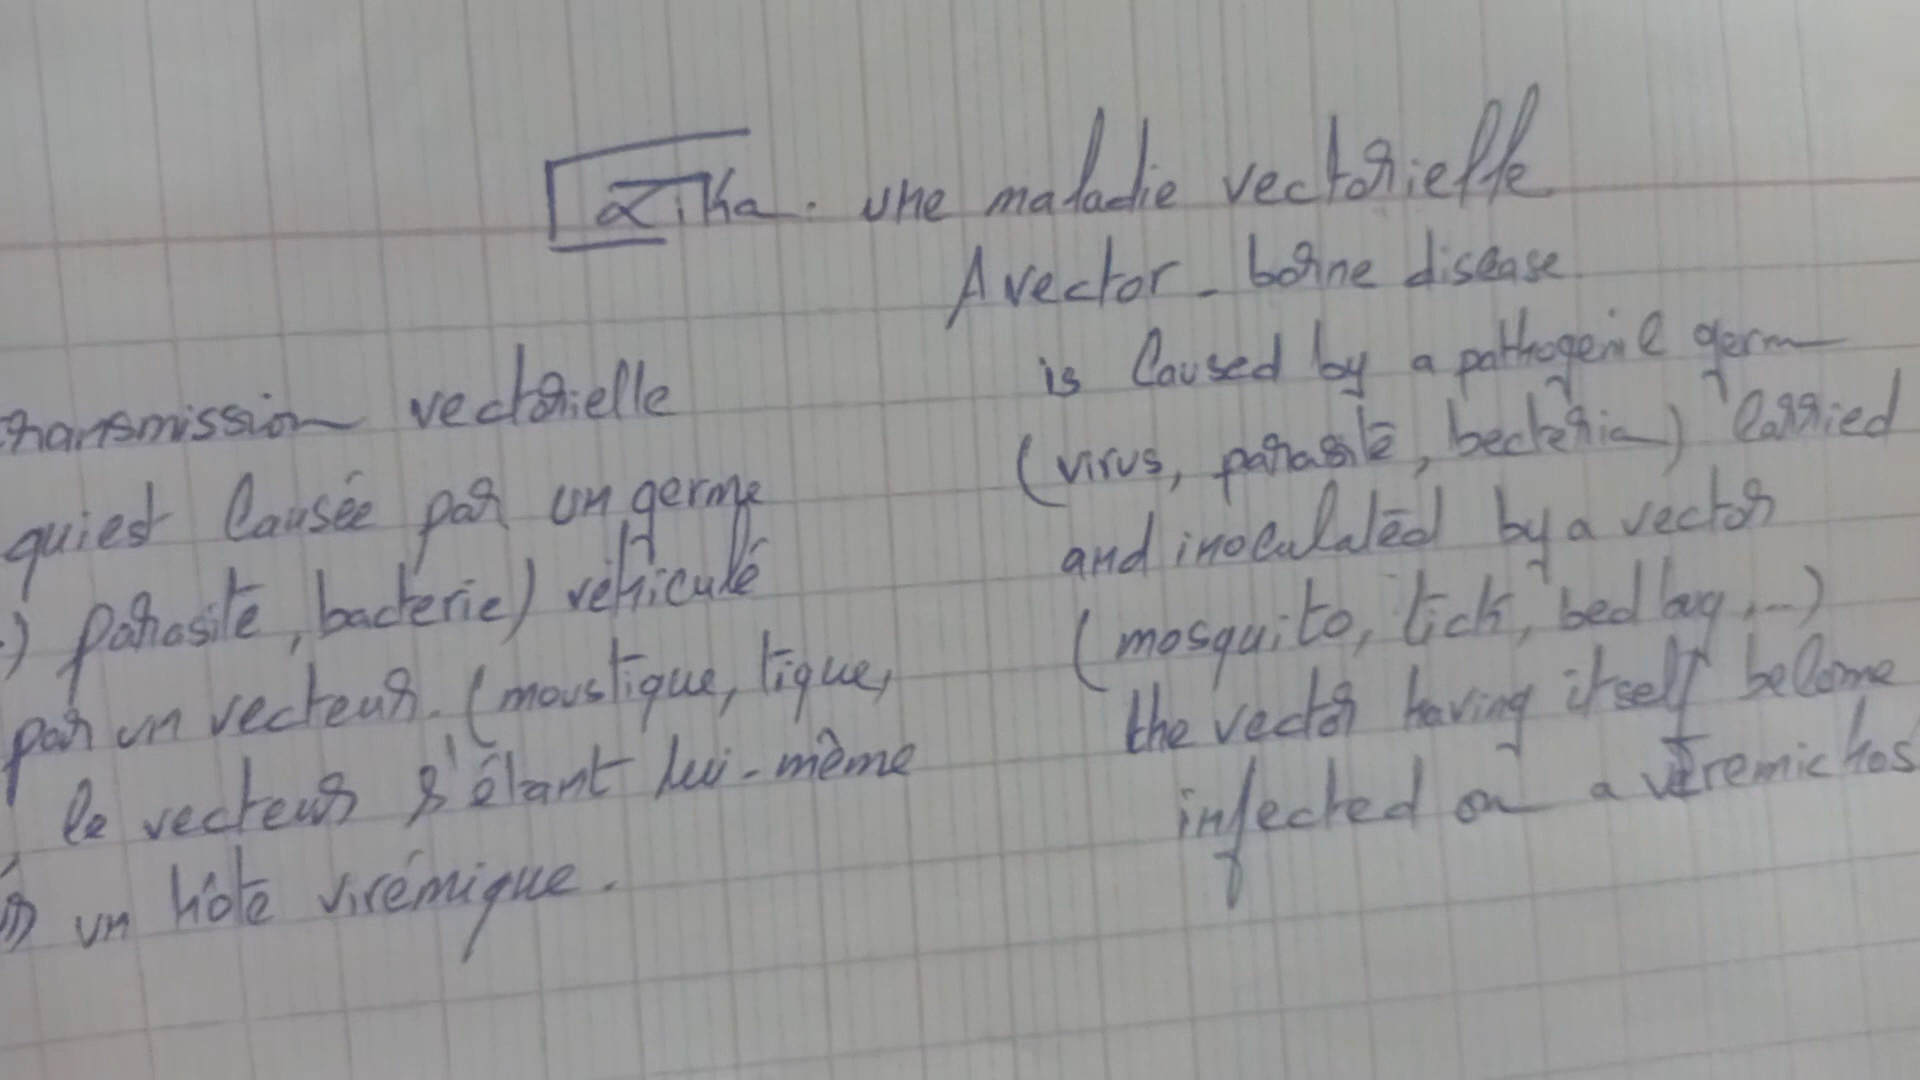 Zika. une maladie vectorielle
A vector - borne disease
is caused by a pathogenic germ
(virus, parasite, becteria) carried
and inoculated by a vector
(mosquito, tick, bed bug, ...)
the vector having itself become
infected on a viremic hos
transmission vectorielle
qui est causée par un germe
.) parasite, bacterie) véhiculé
par un vecteur. (moustique, tique,
le vecteur s'étant lui-même
un hôte virémique.